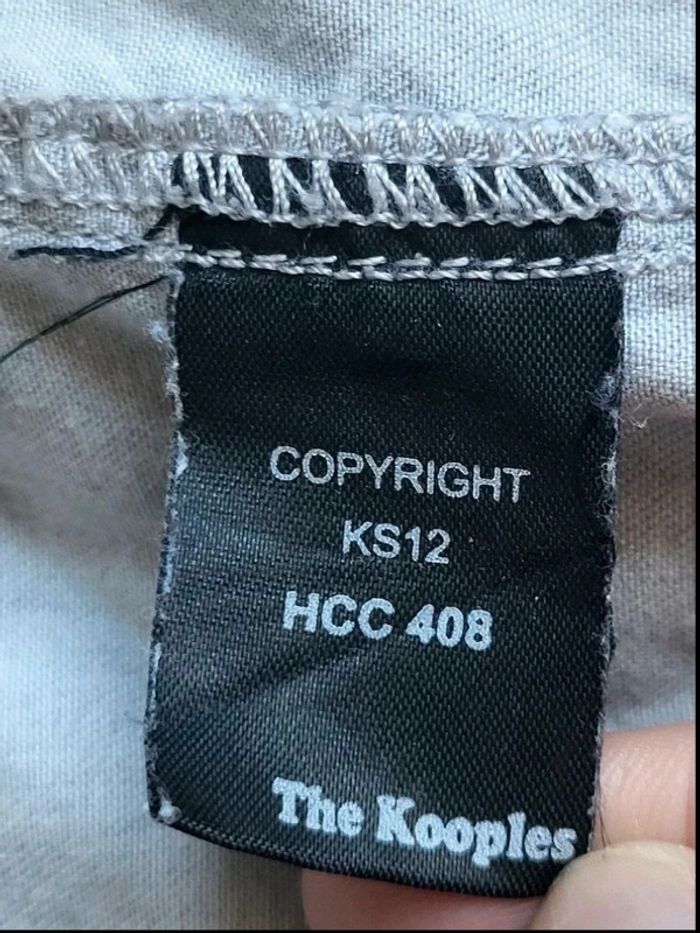 COPYRIGHT
KS12
HCC 408
The Kooples